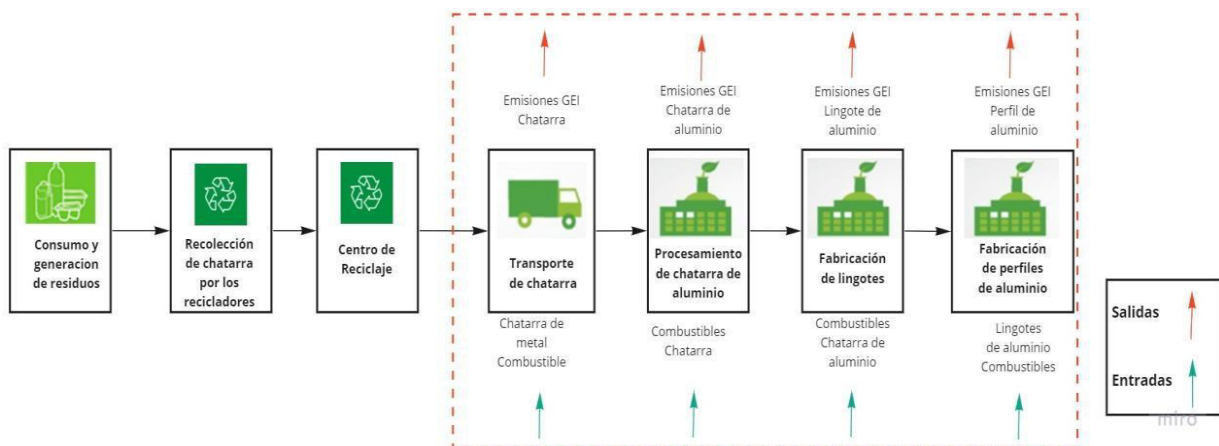 Emisiones GEI
Chatarra
Emisiones GEI
Chatarra de
aluminio
Emisiones GEI
Lingote de
aluminio
Emisiones GEI
Perfil de
aluminio
Consumo y
generacion
de residuos
Recolección
de chatarra
por los
recicladores
Centro de
Reciclaje
Transporte
de chatarra
Procesamiento
de chatarra de
aluminio
Fabricación
de lingotes
Fabricación
de perfiles
de aluminio
Chatarra de
metal
Combustible
Combustibles
Chatarra
Combustibles
Chatarra de
aluminio
Lingotes
de aluminio
Combustibles
Salidas
Entradas
miro